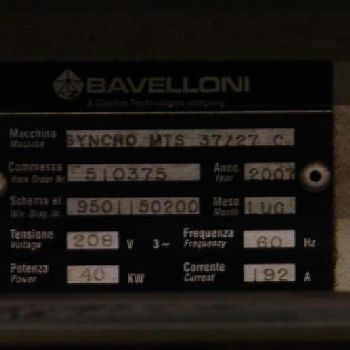 BAVELLONI
A Glaston Technologies company
Macchina SYNCRO MTS 37/27 C
Machine
Commessa 510375 Anno 2007
Work Order Nr. Year
Schema el. 9501150200 Mese LUG
Wir. Diag. Nr. Month
Tensione 208 V 3~ Frequenza 60 Hz
Voltage Frequency
Potenza 40 KW Corrente 192 A
Power Current